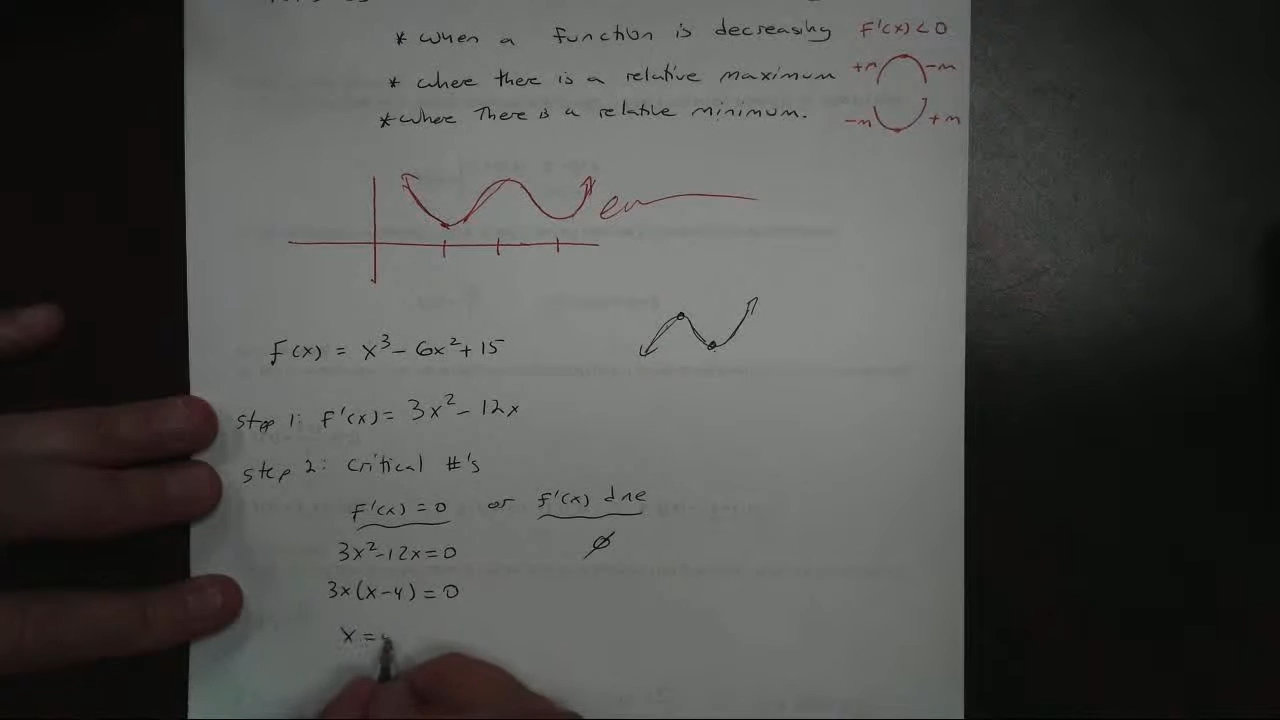 * when a function is decreasing f'(x) < 0
* where there is a relative maximum +m -m
* where there is a relative minimum. -m +m
f(x) = x³ - 6x² + 15
step 1: f'(x) = 3x² - 12x
step 2: critical #'s
f'(x) = 0 or f'(x) dne
3x² - 12x = 0 ∅
3x(x-4) = 0
x =